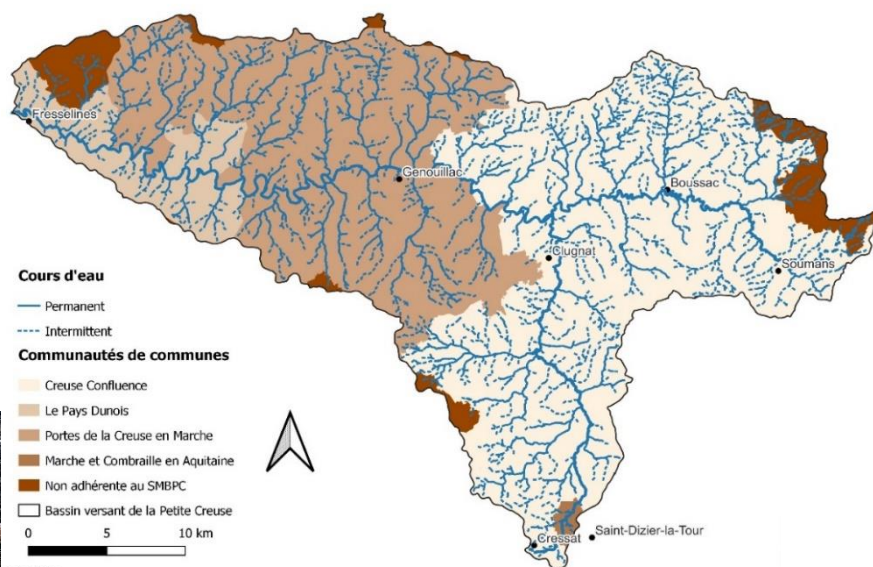 Fresselines
Genouillac
Boussac
Clugnat
Soumans
Cours d'eau
Permanent
Intermittent
Communautés de communes
Creuse Confluence
Le Pays Dunois
Portes de la Creuse en Marche
Marche et Combraille en Aquitaine
Non adhérente au SMBPC
Bassin versant de la Petite Creuse
0 5 10 km
Saint-Dizier-la-Tour
Cressat